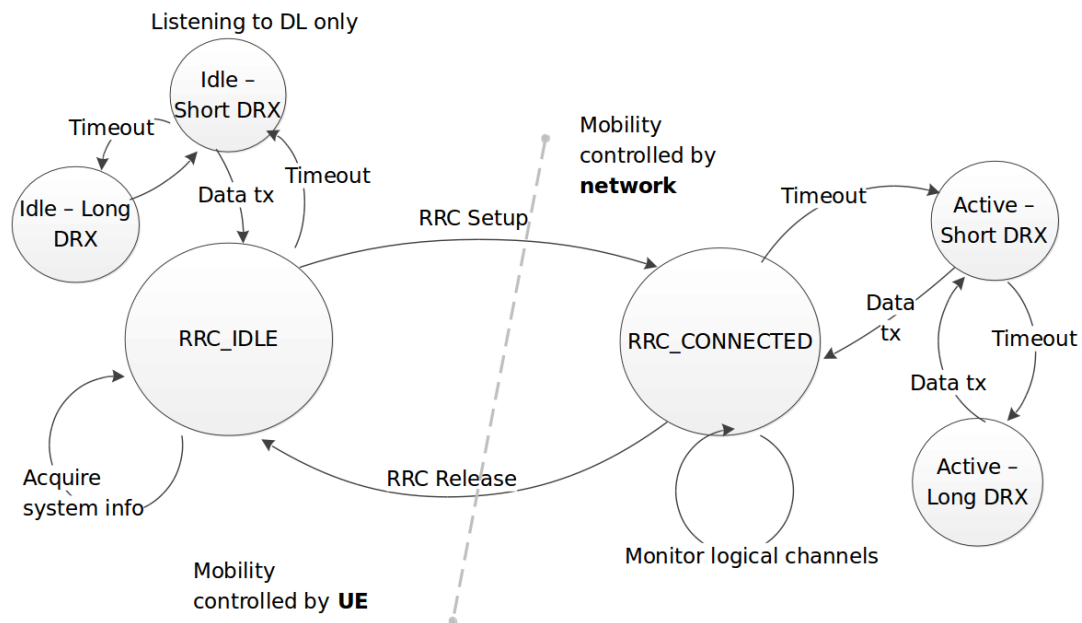 Listening to DL only
Idle –
Short DRX
Timeout
Idle – Long
DRX
Data tx
Timeout
RRC_IDLE
Acquire
system info
RRC Setup
RRC Release
Mobility
controlled by UE
Mobility
controlled by
network
Timeout
Active –
Short DRX
RRC_CONNECTED
Data
tx
Timeout
Data tx
Active –
Long DRX
Monitor logical channels